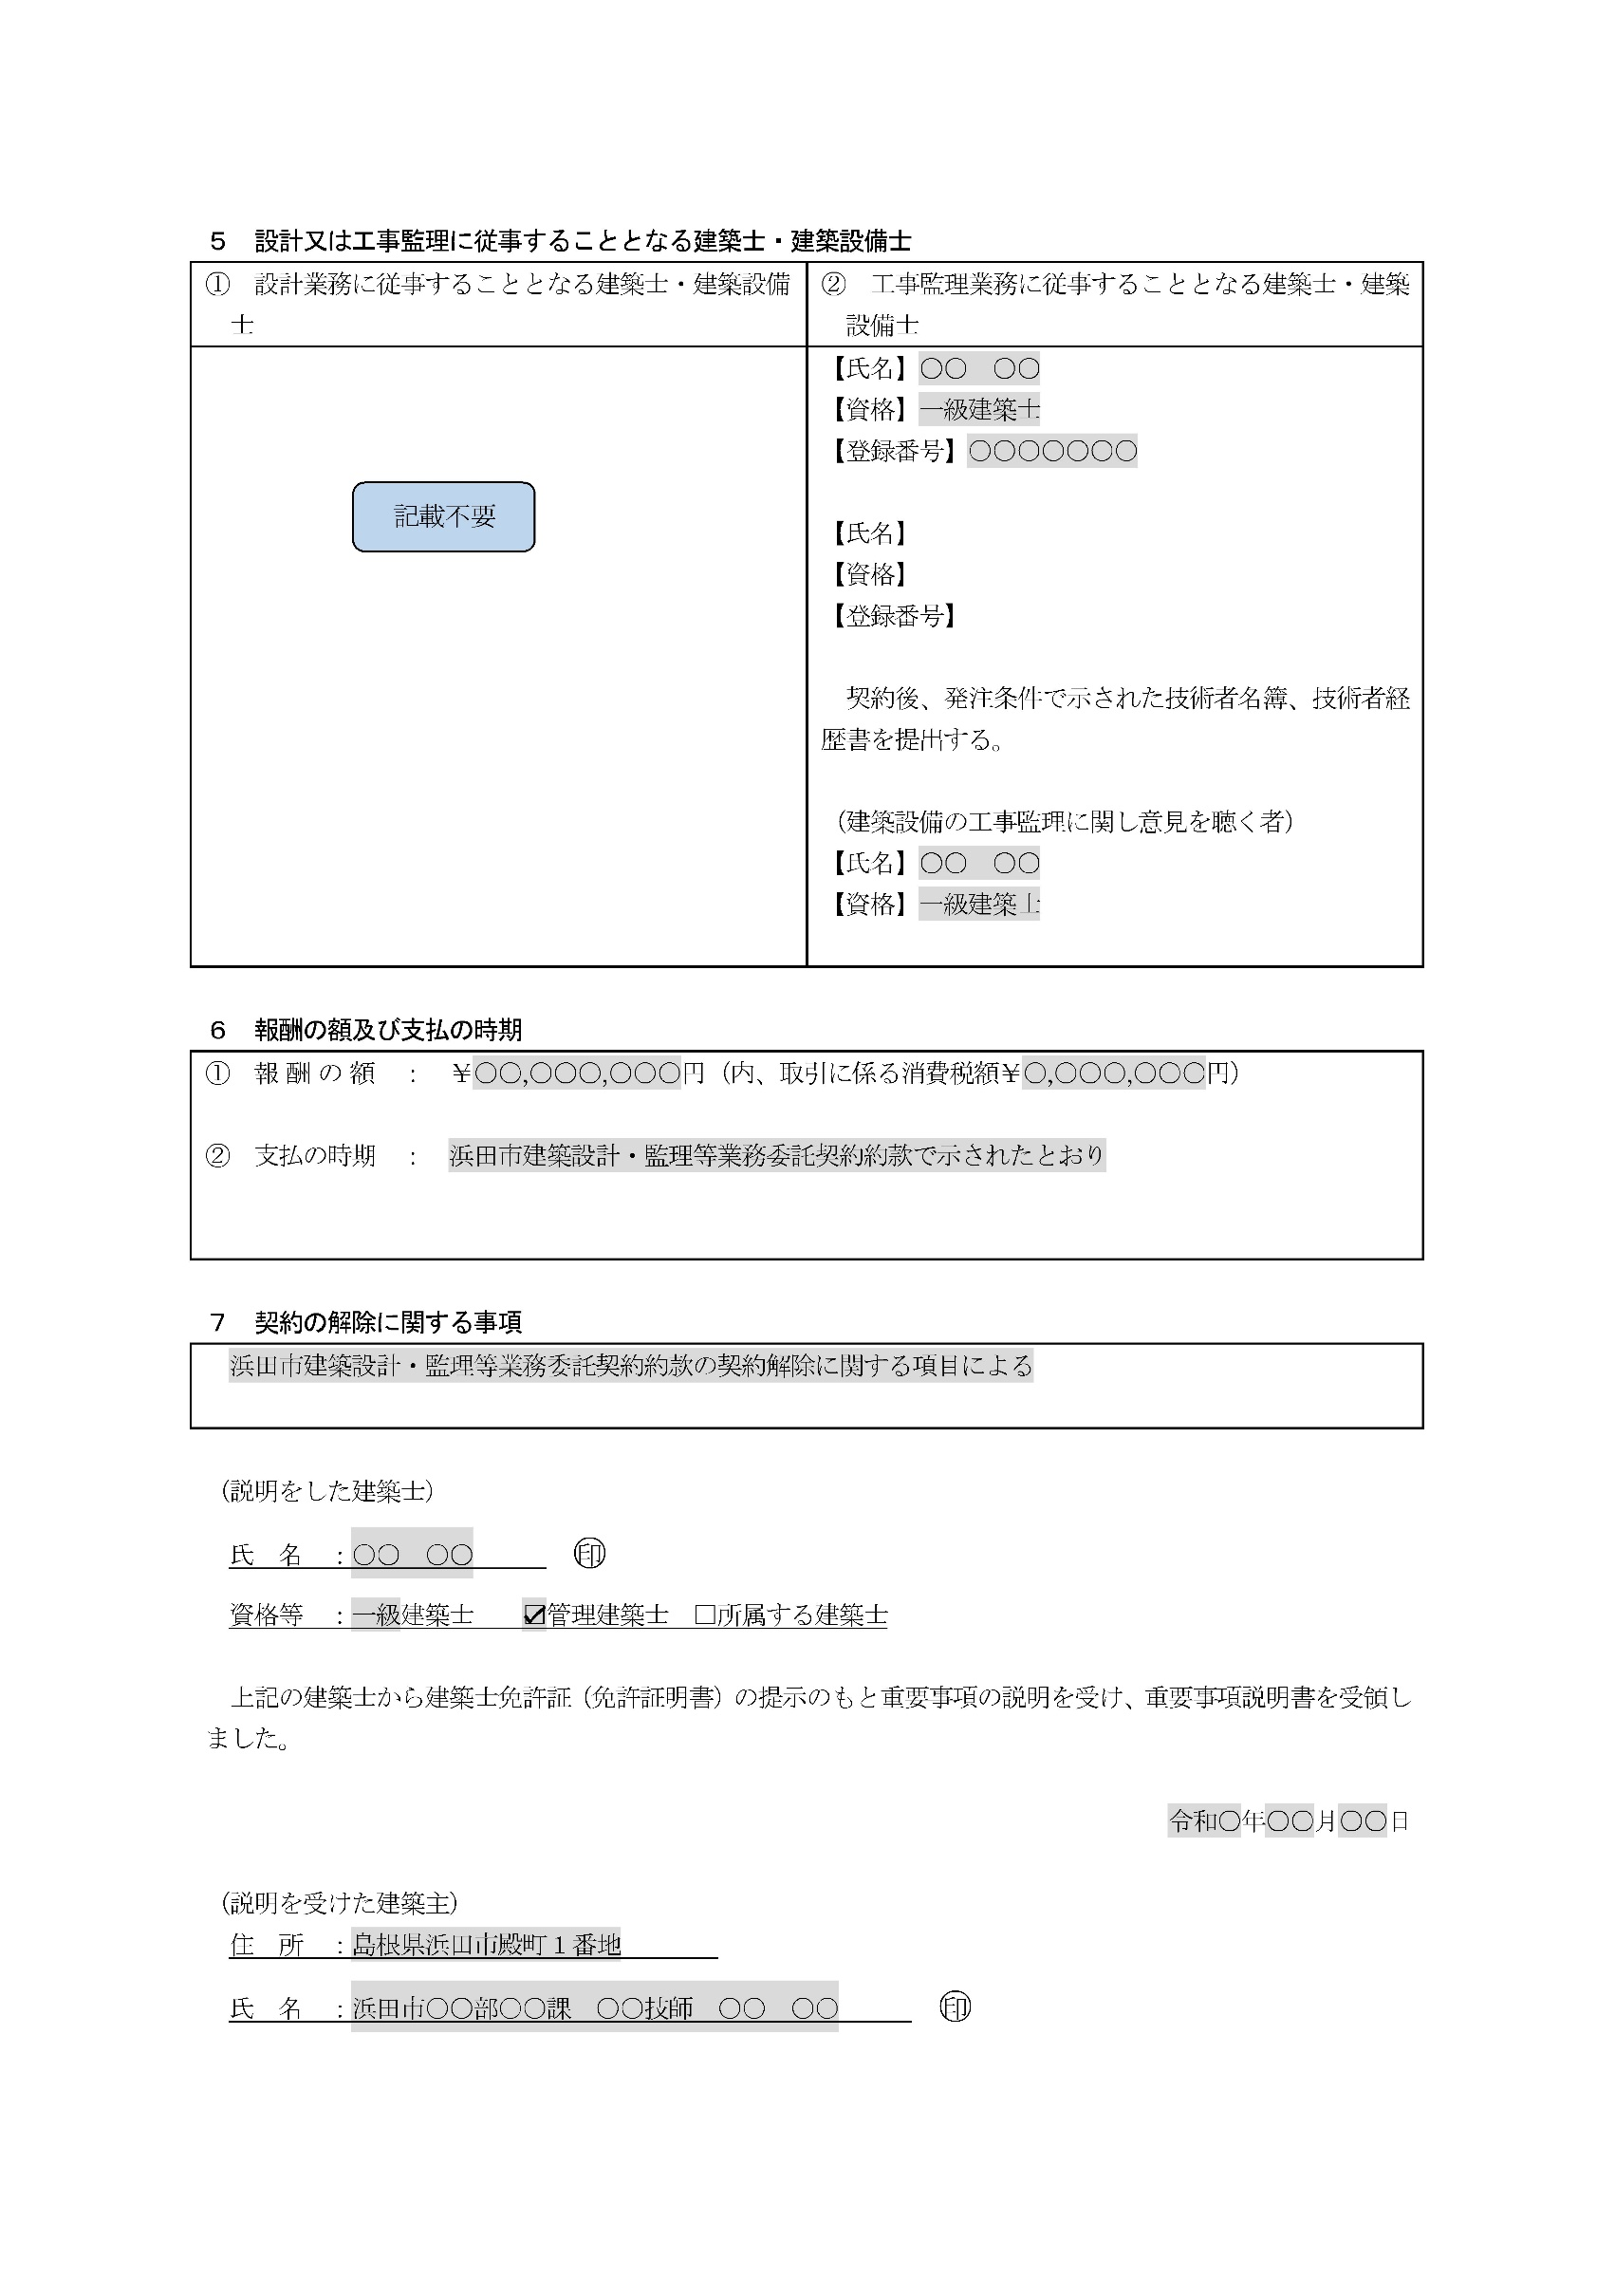 ５　設計又は工事監理に従事することとなる建築士・建築設備士
①　設計業務に従事することとなる建築士・建築設備
士
②　工事監理業務に従事することとなる建築士・建築
設備士
記載不要
【氏名】○○　○○
【資格】一級建築士
【登録番号】○○○○○○○
【氏名】
【資格】
【登録番号】
契約後、発注条件で示された技術者名簿、技術者経
歴書を提出する。
（建築設備の工事監理に関し意見を聴く者）
【氏名】○○　○○
【資格】一級建築士
６　報酬の額及び支払の時期
①　報 酬 の 額　：　￥○○,○○○,○○○円（内、取引に係る消費税額￥○,○○○,○○○円）
②　支払の時期　：　浜田市建築設計・監理等業務委託契約約款で示されたとおり
７　契約の解除に関する事項
浜田市建築設計・監理等業務委託契約約款の契約解除に関する項目による
（説明をした建築士）
氏　名　：○○　○○　　　㊞
資格等　：一級建築士　　☑管理建築士　□所属する建築士
上記の建築士から建築士免許証（免許証明書）の提示のもと重要事項の説明を受け、重要事項説明書を受領し
ました。
令和○年○○月○○日
（説明を受けた建築主）
住　所　：島根県浜田市殿町１番地
氏　名　：浜田市○○部○○課　○○技師　○○　○○　　　㊞